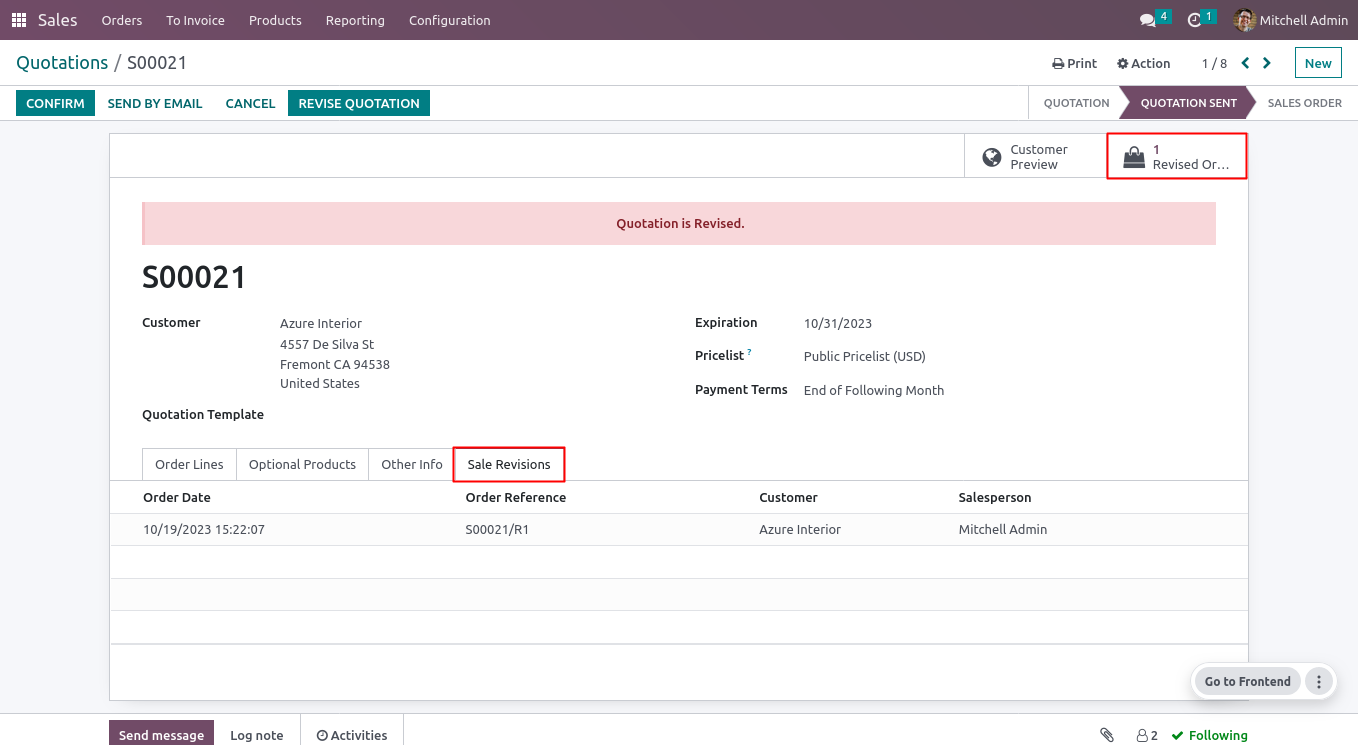 Sales Orders To Invoice Products Reporting Configuration 4 1 Mitchell Admin
Quotations / S00021 Print Action 1 / 8 New
CONFIRM SEND BY EMAIL CANCEL REVISE QUOTATION QUOTATION QUOTATION SENT SALES ORDER
Customer Preview
1 Revised Or...
Quotation is Revised.
S00021
Customer
Azure Interior
4557 De Silva St
Fremont CA 94538
United States
Quotation Template
Expiration 10/31/2023
Pricelist ? Public Pricelist (USD)
Payment Terms End of Following Month
Order Lines Optional Products Other Info Sale Revisions
Order Date Order Reference Customer Salesperson
10/19/2023 15:22:07 S00021/R1 Azure Interior Mitchell Admin
Go to Frontend
Send message Log note Activities 2 Following